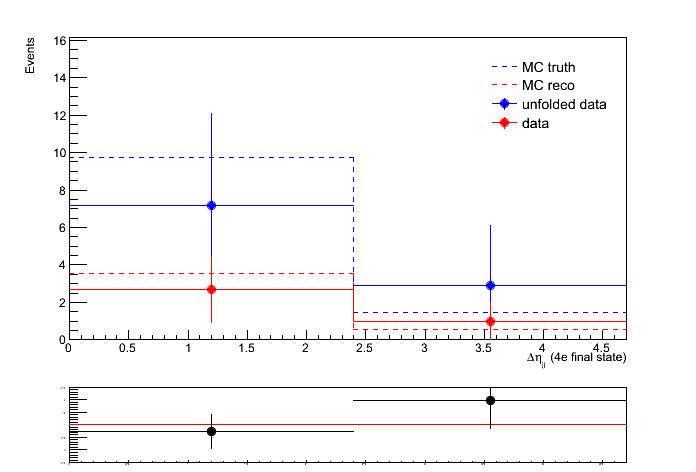 Events
16
14
12
10
8
6
4
2
0
MC truth
MC reco
unfolded data
data
0 0.5 1 1.5 2 2.5 3 3.5 4 4.5
Δη_jj (4e final state)